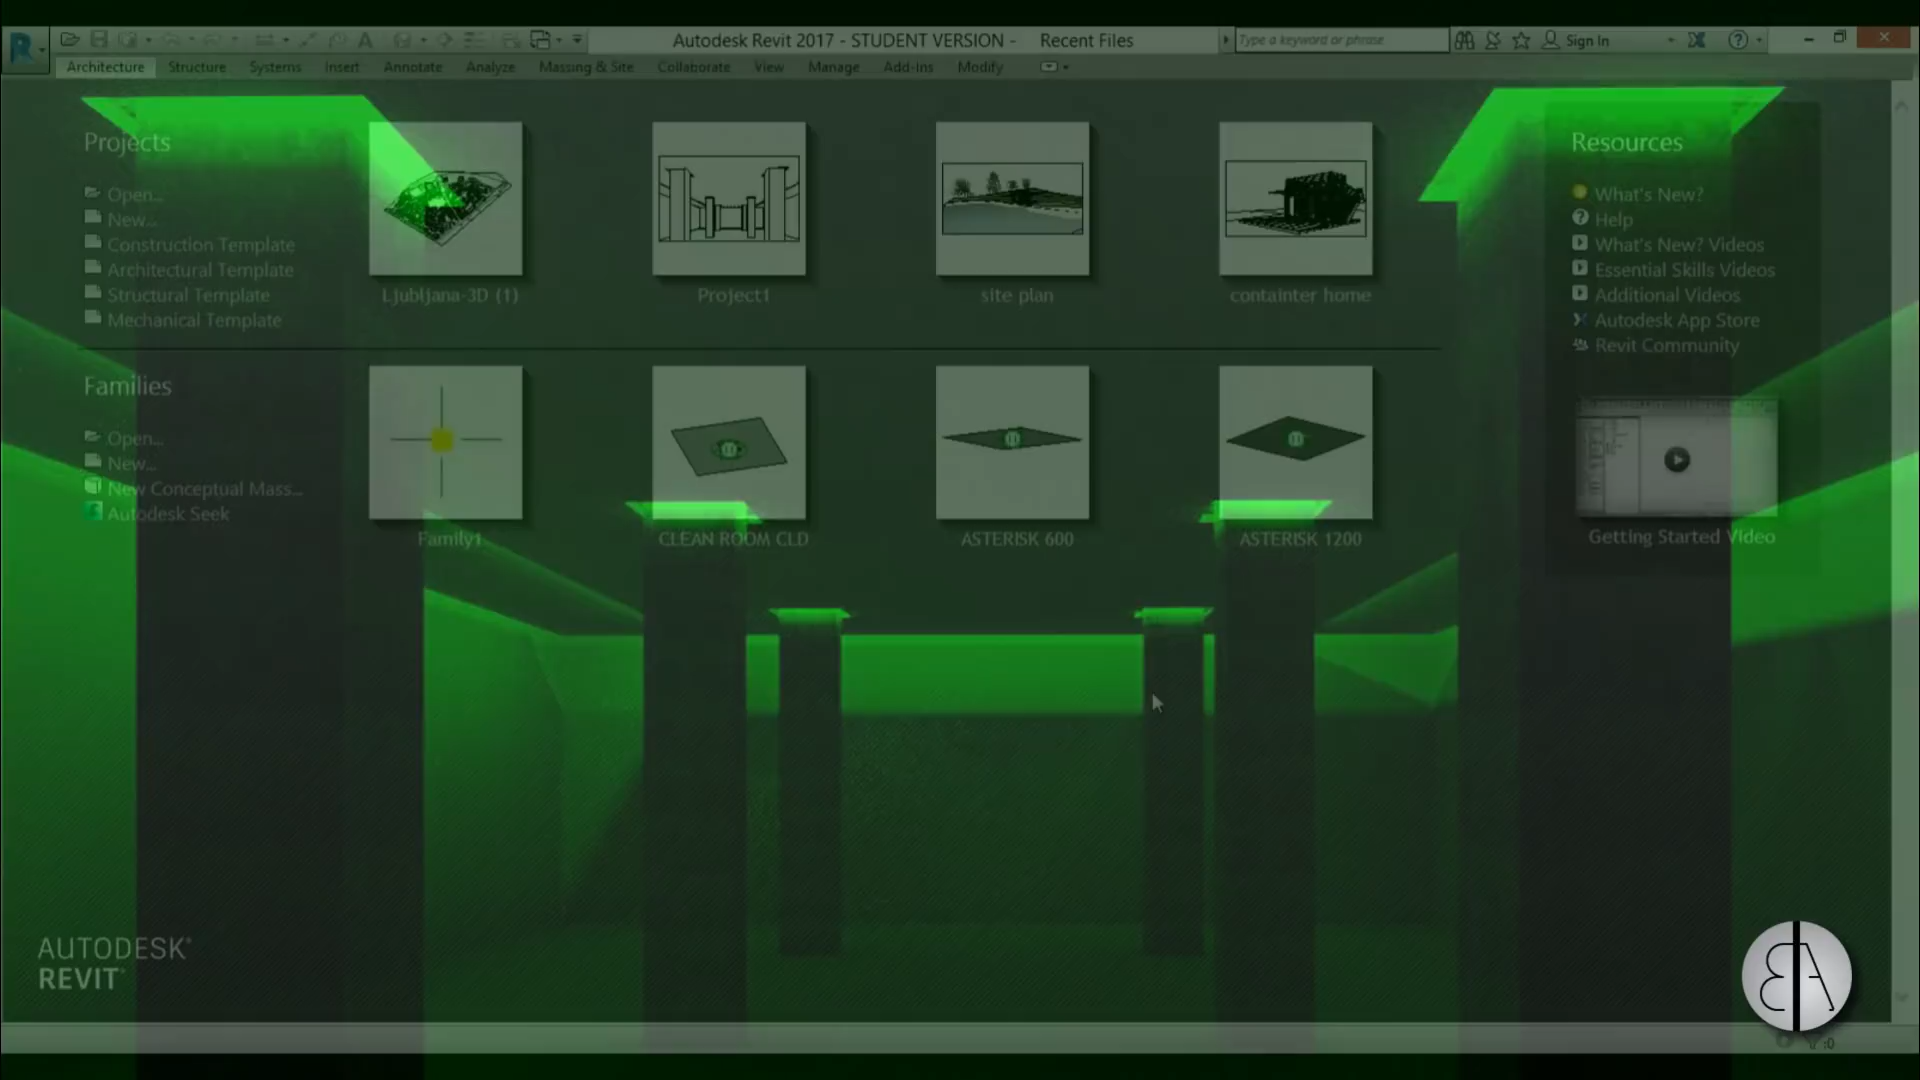 Autodesk Revit 2017 - STUDENT VERSION - Recent Files
Type a keyword or phrase
Sign In
Architecture Structure Systems Insert Annotate Analyze Massing & Site Collaborate View Manage Add-Ins Modify
Projects
Open...
New...
Construction Template
Architectural Template
Structural Template
Mechanical Template
Ljubljana-3D (1)
Project1
site plan
containter home
Resources
What's New?
Help
What's New? Videos
Essential Skills Videos
Additional Videos
Autodesk App Store
Revit Community
Families
Open...
New...
New Conceptual Mass...
Autodesk Seek
Family1
CLEAN ROOM CLD
ASTERISK 600
ASTERISK 1200
Getting Started Video
AUTODESK®
REVIT®
BA
:0